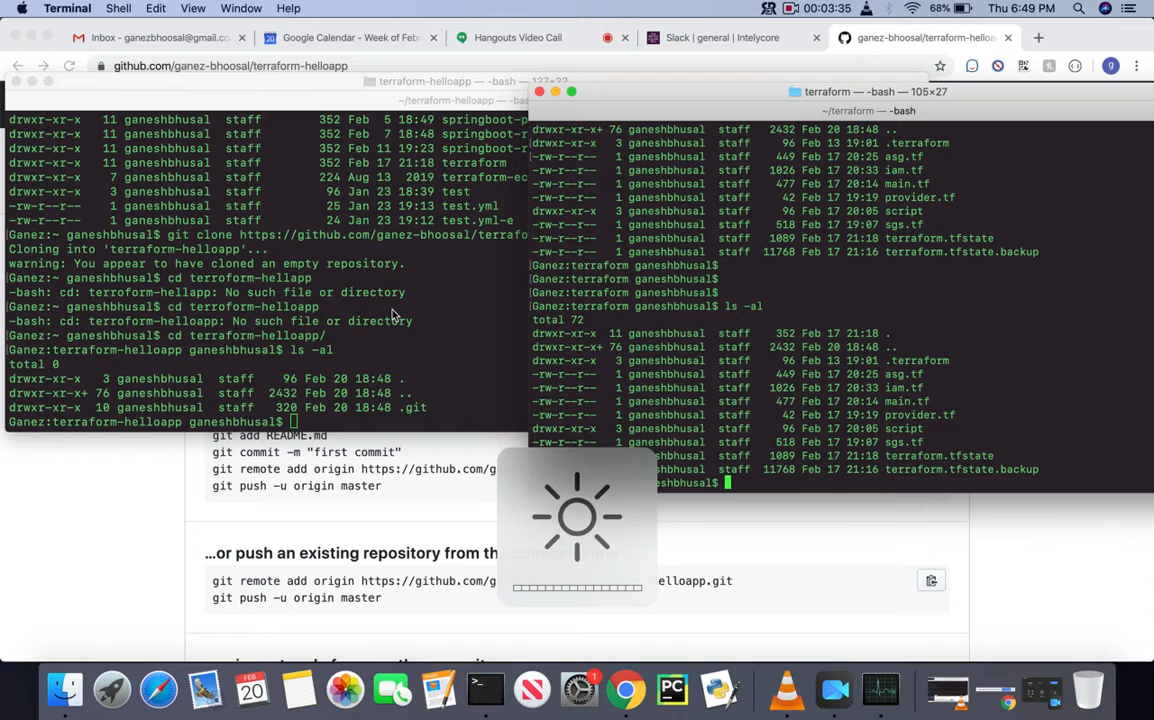 Terminal Shell Edit View Window Help 00:03:35 68% Thu 6:49 PM
Inbox - ganezbhoosal@gmail.co
Google Calendar - Week of Febr
Hangouts Video Call
Slack | general | Intelycore
ganez-bhoosal/terraform-helloa
github.com/ganez-bhoosal/terraform-helloapp
g
terraform-helloapp — -bash — 127×22
~/terraform-helloapp — -bas
drwxr-xr-x 11 ganeshbhusal staff 352 Feb 5 18:49 springboot-p
drwxr-xr-x 11 ganeshbhusal staff 352 Feb 7 18:48 springboot-p
drwxr-xr-x 11 ganeshbhusal staff 352 Feb 11 19:23 springboot-p
drwxr-xr-x 11 ganeshbhusal staff 352 Feb 17 21:18 terraform
drwxr-xr-x 7 ganeshbhusal staff 224 Aug 13 2019 terraform-ec
drwxr-xr-x 3 ganeshbhusal staff 96 Jan 23 18:39 test
-rw-r--r-- 1 ganeshbhusal staff 25 Jan 23 19:13 test.yml
-rw-r--r-- 1 ganeshbhusal staff 24 Jan 23 19:12 test.yml-e
[Ganez:~ ganeshbhusal$ git clone https://github.com/ganez-bhoosal/terrafo
Cloning into 'terraform-helloapp'...
warning: You appear to have cloned an empty repository.
[Ganez:~ ganeshbhusal$ cd terroform-hellapp
-bash: cd: terroform-hellapp: No such file or directory
[Ganez:~ ganeshbhusal$ cd terroform-helloapp
-bash: cd: terroform-helloapp: No such file or directory
[Ganez:~ ganeshbhusal$ cd terraform-helloapp/
[Ganez:terraform-helloapp ganeshbhusal$ ls -al
total 0
drwxr-xr-x 3 ganeshbhusal staff 96 Feb 20 18:48 .
drwxr-xr-x+ 76 ganeshbhusal staff 2432 Feb 20 18:48 ..
drwxr-xr-x 10 ganeshbhusal staff 320 Feb 20 18:48 .git
Ganez:terraform-helloapp ganeshbhusal$
terraform — -bash — 105×27
~/terraform — -bash
drwxr-xr-x+ 76 ganeshbhusal staff 2432 Feb 20 18:48 ..
drwxr-xr-x 3 ganeshbhusal staff 96 Feb 13 19:01 .terraform
-rw-r--r-- 1 ganeshbhusal staff 449 Feb 17 20:25 asg.tf
-rw-r--r-- 1 ganeshbhusal staff 1026 Feb 17 20:33 iam.tf
-rw-r--r-- 1 ganeshbhusal staff 477 Feb 17 20:14 main.tf
-rw-r--r-- 1 ganeshbhusal staff 42 Feb 17 19:19 provider.tf
drwxr-xr-x 3 ganeshbhusal staff 96 Feb 17 20:05 script
-rw-r--r-- 1 ganeshbhusal staff 518 Feb 17 19:07 sgs.tf
-rw-r--r-- 1 ganeshbhusal staff 1089 Feb 17 21:18 terraform.tfstate
-rw-r--r-- 1 ganeshbhusal staff 11768 Feb 17 21:16 terraform.tfstate.backup
[Ganez:terraform ganeshbhusal$
[Ganez:terraform ganeshbhusal$
[Ganez:terraform ganeshbhusal$
[Ganez:terraform ganeshbhusal$ ls -al
total 72
drwxr-xr-x 11 ganeshbhusal staff 352 Feb 17 21:18 .
drwxr-xr-x+ 76 ganeshbhusal staff 2432 Feb 20 18:48 ..
drwxr-xr-x 3 ganeshbhusal staff 96 Feb 13 19:01 .terraform
-rw-r--r-- 1 ganeshbhusal staff 449 Feb 17 20:25 asg.tf
-rw-r--r-- 1 ganeshbhusal staff 1026 Feb 17 20:33 iam.tf
-rw-r--r-- 1 ganeshbhusal staff 477 Feb 17 20:14 main.tf
-rw-r--r-- 1 ganeshbhusal staff 42 Feb 17 19:19 provider.tf
drwxr-xr-x 3 ganeshbhusal staff 96 Feb 17 20:05 script
-rw-r--r-- 1 ganeshbhusal staff 518 Feb 17 19:07 sgs.tf
ganeshbhusal staff 1089 Feb 17 21:18 terraform.tfstate
ganeshbhusal staff 11768 Feb 17 21:16 terraform.tfstate.backup
eshbhusal$
git add README.md
git commit -m "first commit"
git remote add origin https://github.com/g
git push -u origin master
...or push an existing repository from th
git remote add origin https://github.com/g elloapp.git
git push -u origin master
FEB
20
1
PC